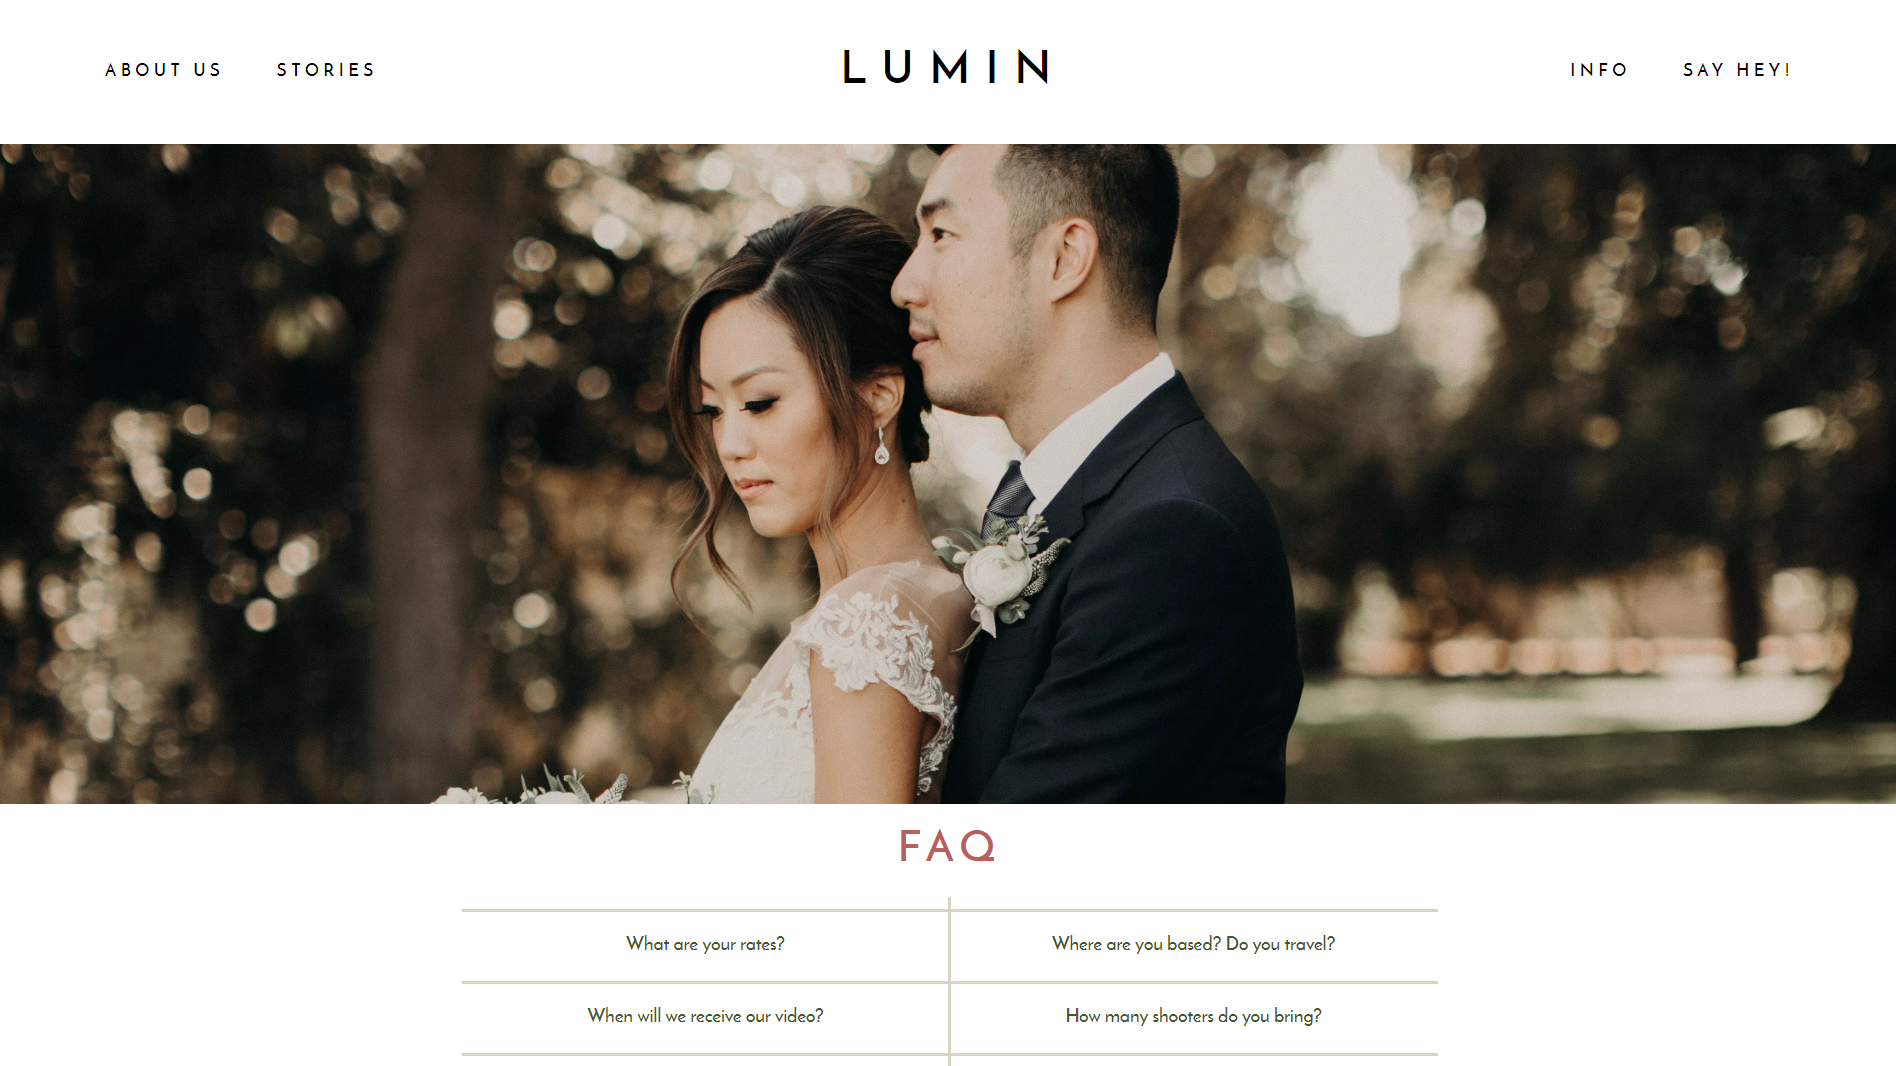 ABOUT US
STORIES
LUMIN
INFO
SAY HEY!
FAQ
What are your rates?
Where are you based? Do you travel?
When will we receive our video?
How many shooters do you bring?